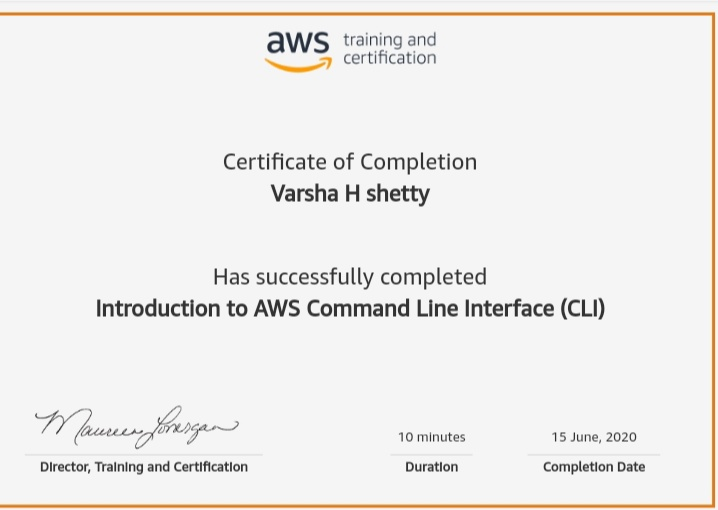 aws training and
certification
Certificate of Completion
Varsha H shetty
Has successfully completed
Introduction to AWS Command Line Interface (CLI)
Maureen Lonergan
10 minutes
15 June, 2020
Director, Training and Certification
Duration
Completion Date